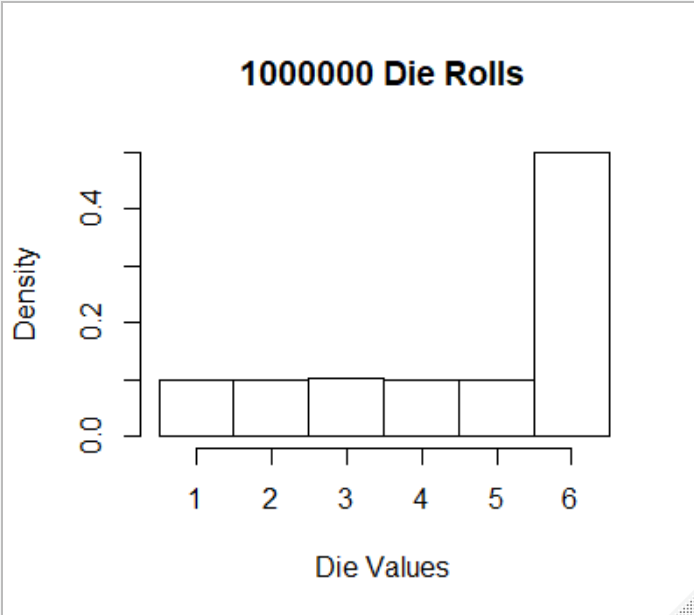 1000000 Die Rolls
Density
0.4
0.2
0.0
1 2 3 4 5 6
Die Values